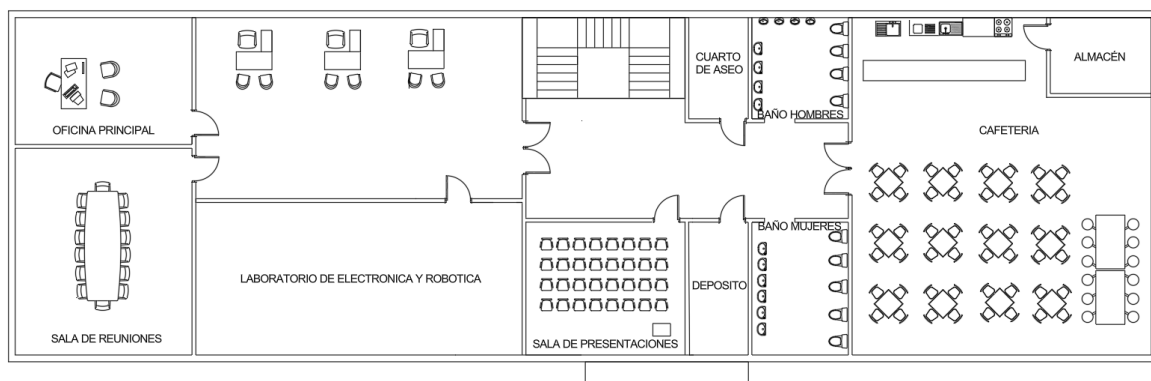 CUARTO
DE ASEO
ALMACÉN
BAÑO HOMBRES
OFICINA PRINCIPAL
CAFETERIA
BAÑO MUJERES
LABORATORIO DE ELECTRONICA Y ROBOTICA
DEPOSITO
SALA DE REUNIONES
SALA DE PRESENTACIONES